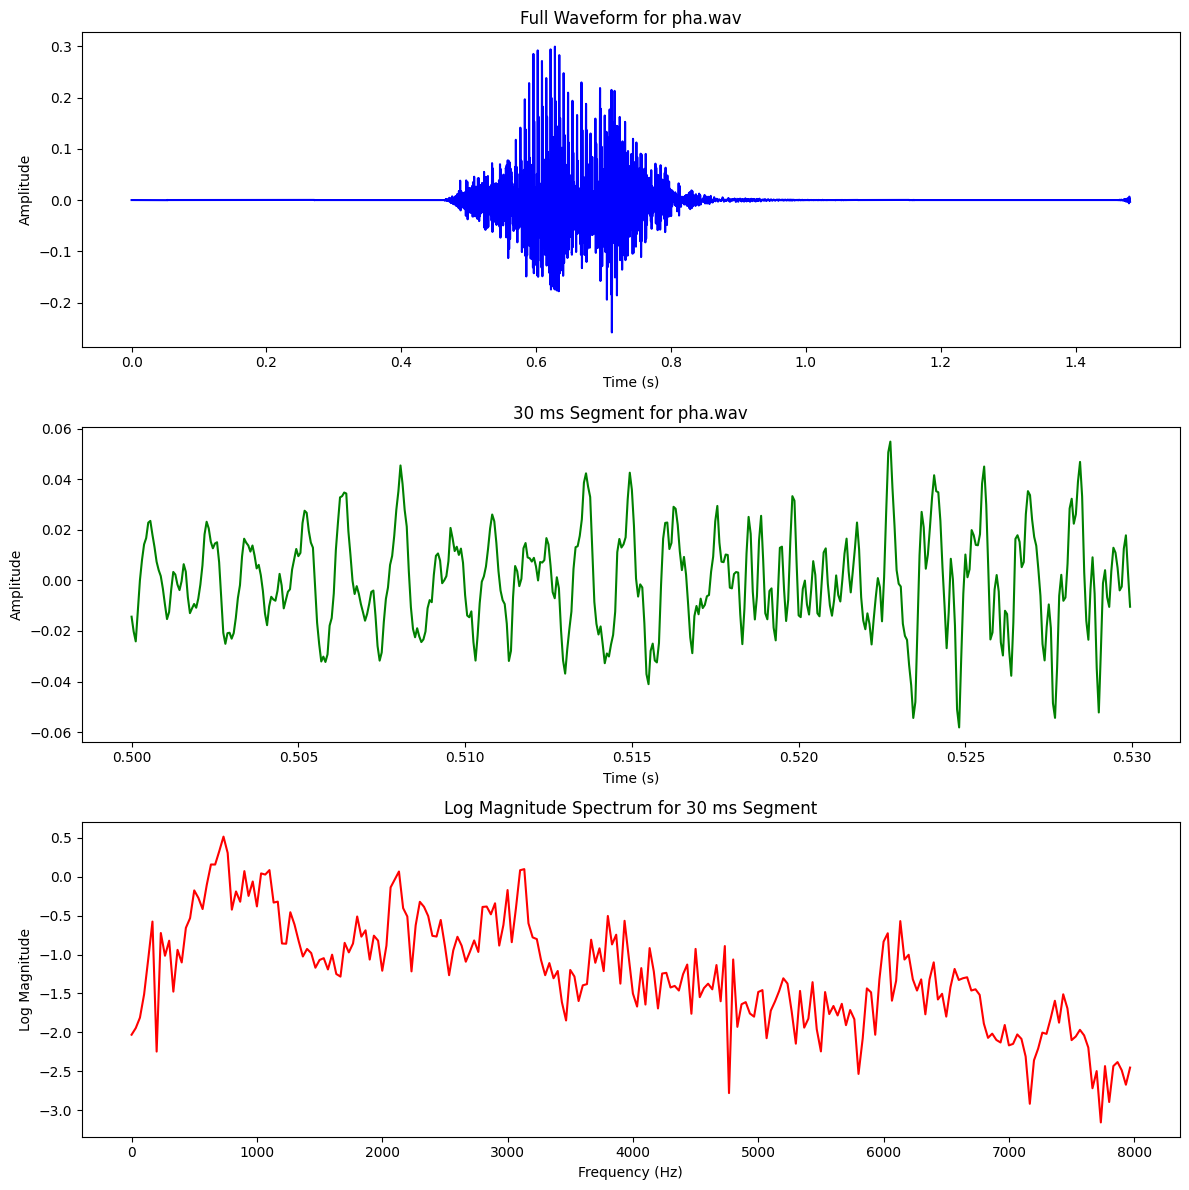 Full Waveform for pha.wav
0.3
0.2
0.1
0.0
−0.1
−0.2
Amplitude
0.0 0.2 0.4 0.6 0.8 1.0 1.2 1.4
Time (s)
30 ms Segment for pha.wav
0.06
0.04
0.02
0.00
−0.02
−0.04
−0.06
Amplitude
0.500 0.505 0.510 0.515 0.520 0.525 0.530
Time (s)
Log Magnitude Spectrum for 30 ms Segment
0.5
0.0
−0.5
−1.0
−1.5
−2.0
−2.5
−3.0
Log Magnitude
0 1000 2000 3000 4000 5000 6000 7000 8000
Frequency (Hz)